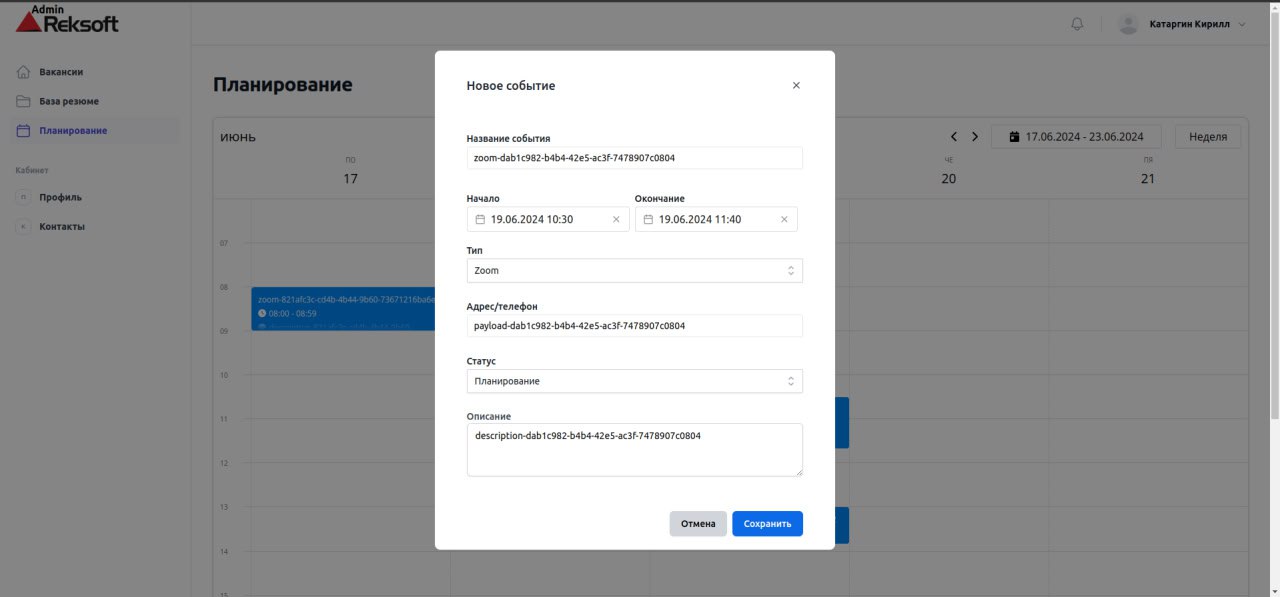 Admin
Reksoft
Катаргин Кирилл
Вакансии
База резюме
Планирование
Кабинет
п
Профиль
К
Контакты
Планирование
ИЮНЬ
17.06.2024 - 23.06.2024
Неделя
ПО
17
ЧЕ
20
ПЯ
21
07
08
09
10
11
12
13
14
15
zoom-821afc3c-cd4b-4b44-9b60-73671216ba6e
08:00 - 08:59
Новое событие
Название события
zoom-dab1c982-b4b4-42e5-ac3f-7478907c0804
Начало
Окончание
19.06.2024 10:30
19.06.2024 11:40
Тип
Zoom
Адрес/телефон
payload-dab1c982-b4b4-42e5-ac3f-7478907c0804
Статус
Планирование
Описание
description-dab1c982-b4b4-42e5-ac3f-7478907c0804
Отмена
Сохранить